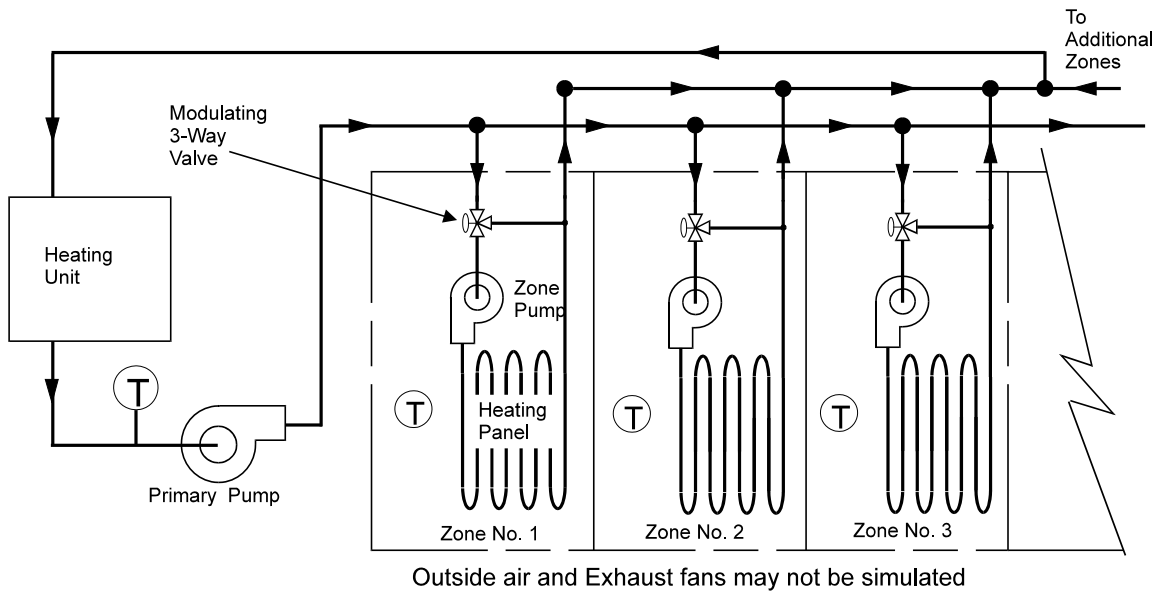 To
Additional
Zones
Modulating
3-Way
Valve
Heating
Unit
Zone
Pump
T
T
T
T
Heating
Panel
Primary Pump
Zone No. 1
Zone No. 2
Zone No. 3
Outside air and Exhaust fans may not be simulated